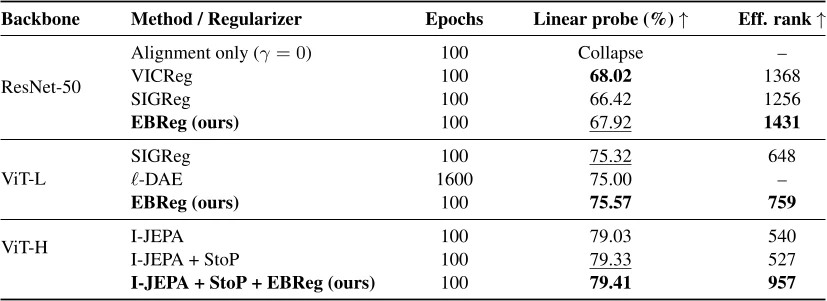 Backbone Method / Regularizer Epochs Linear probe (%) ↑ Eff. rank ↑
ResNet-50
Alignment only (γ = 0) 100 Collapse –
VICReg 100 68.02 1368
SIGReg 100 66.42 1256
EBReg (ours) 100 67.92 1431
ViT-L
SIGReg 100 75.32 648
ℓ-DAE 1600 75.00 –
EBReg (ours) 100 75.57 759
ViT-H
I-JEPA 100 79.03 540
I-JEPA + StoP 100 79.33 527
I-JEPA + StoP + EBReg (ours) 100 79.41 957